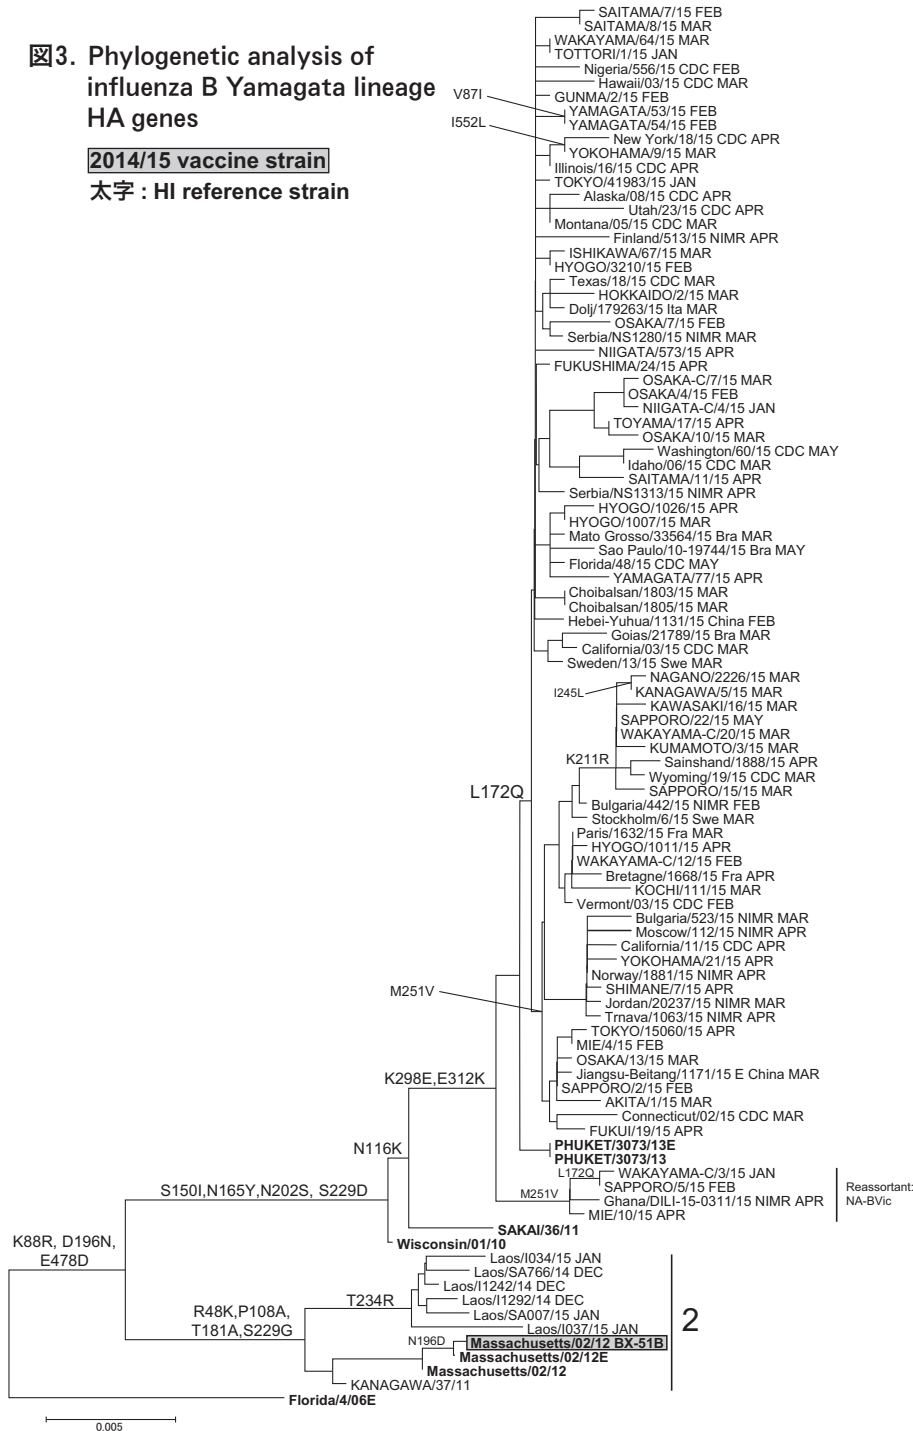 図3. Phylogenetic analysis of
influenza B Yamagata lineage
HA genes
2014/15 vaccine strain
太字 : HI reference strain
SAITAMA/7/15 FEB
SAITAMA/8/15 MAR
WAKAYAMA/64/15 MAR
TOTTORI/1/15 JAN
Nigeria/556/15 CDC FEB
Hawaii/03/15 CDC MAR
V87I
GUNMA/2/15 FEB
YAMAGATA/53/15 FEB
I552L
YAMAGATA/54/15 FEB
New York/18/15 CDC APR
YOKOHAMA/9/15 MAR
Illinois/16/15 CDC APR
TOKYO/41983/15 JAN
Alaska/08/15 CDC APR
Utah/23/15 CDC APR
Montana/05/15 CDC MAR
Finland/513/15 NIMR APR
ISHIKAWA/67/15 MAR
HYOGO/3210/15 FEB
Texas/18/15 CDC MAR
HOKKAIDO/2/15 MAR
Dolj/179263/15 Ita MAR
OSAKA/7/15 FEB
Serbia/NS1280/15 NIMR MAR
NIIGATA/573/15 APR
FUKUSHIMA/24/15 APR
OSAKA-C/7/15 MAR
OSAKA/4/15 FEB
NIIGATA-C/4/15 JAN
TOYAMA/17/15 APR
OSAKA/10/15 MAR
Washington/60/15 CDC MAY
Idaho/06/15 CDC MAR
SAITAMA/11/15 APR
Serbia/NS1313/15 NIMR APR
HYOGO/1026/15 APR
HYOGO/1007/15 MAR
Mato Grosso/33564/15 Bra MAR
Sao Paulo/10-19744/15 Bra MAY
Florida/48/15 CDC MAY
YAMAGATA/77/15 APR
Choibalsan/1803/15 MAR
Choibalsan/1805/15 MAR
Hebei-Yuhua/1131/15 China FEB
Goias/21789/15 Bra MAR
California/03/15 CDC MAR
Sweden/13/15 Swe MAR
NAGANO/2226/15 MAR
I245L
KANAGAWA/5/15 MAR
KAWASAKI/16/15 MAR
SAPPORO/22/15 MAY
WAKAYAMA-C/20/15 MAR
KUMAMOTO/3/15 MAR
K211R
Sainshand/1888/15 APR
Wyoming/19/15 CDC MAR
SAPPORO/15/15 MAR
L172Q
Bulgaria/442/15 NIMR FEB
Stockholm/6/15 Swe MAR
Paris/1632/15 Fra MAR
HYOGO/1011/15 APR
WAKAYAMA-C/12/15 FEB
Bretagne/1668/15 Fra APR
KOCHI/111/15 MAR
Vermont/03/15 CDC FEB
Bulgaria/523/15 NIMR MAR
Moscow/112/15 NIMR APR
California/11/15 CDC APR
YOKOHAMA/21/15 APR
Norway/1881/15 NIMR APR
M251V
SHIMANE/7/15 APR
Jordan/20237/15 NIMR MAR
Trnava/1063/15 NIMR APR
TOKYO/15060/15 APR
MIE/4/15 FEB
OSAKA/13/15 MAR
K298E,E312K
Jiangsu-Beitang/1171/15 E China MAR
SAPPORO/2/15 FEB
AKITA/1/15 MAR
Connecticut/02/15 CDC MAR
FUKUI/19/15 APR
N116K
PHUKET/3073/13E
PHUKET/3073/13
L172Q
WAKAYAMA-C/3/15 JAN
SAPPORO/5/15 FEB
S150I,N165Y,N202S, S229D
M251V
Ghana/DILI-15-0311/15 NIMR APR
MIE/10/15 APR
Reassortant:
NA-BVic
SAKAI/36/11
Wisconsin/01/10
K88R, D196N,
E478D
Laos/I034/15 JAN
Laos/SA766/14 DEC
Laos/I1242/14 DEC
T234R
Laos/I1292/14 DEC
Laos/SA007/15 JAN
Laos/I037/15 JAN
2
R48K,P108A,
T181A,S229G
N196D
Massachusetts/02/12 BX-51B
Massachusetts/02/12E
Massachusetts/02/12
KANAGAWA/37/11
Florida/4/06E
0.005